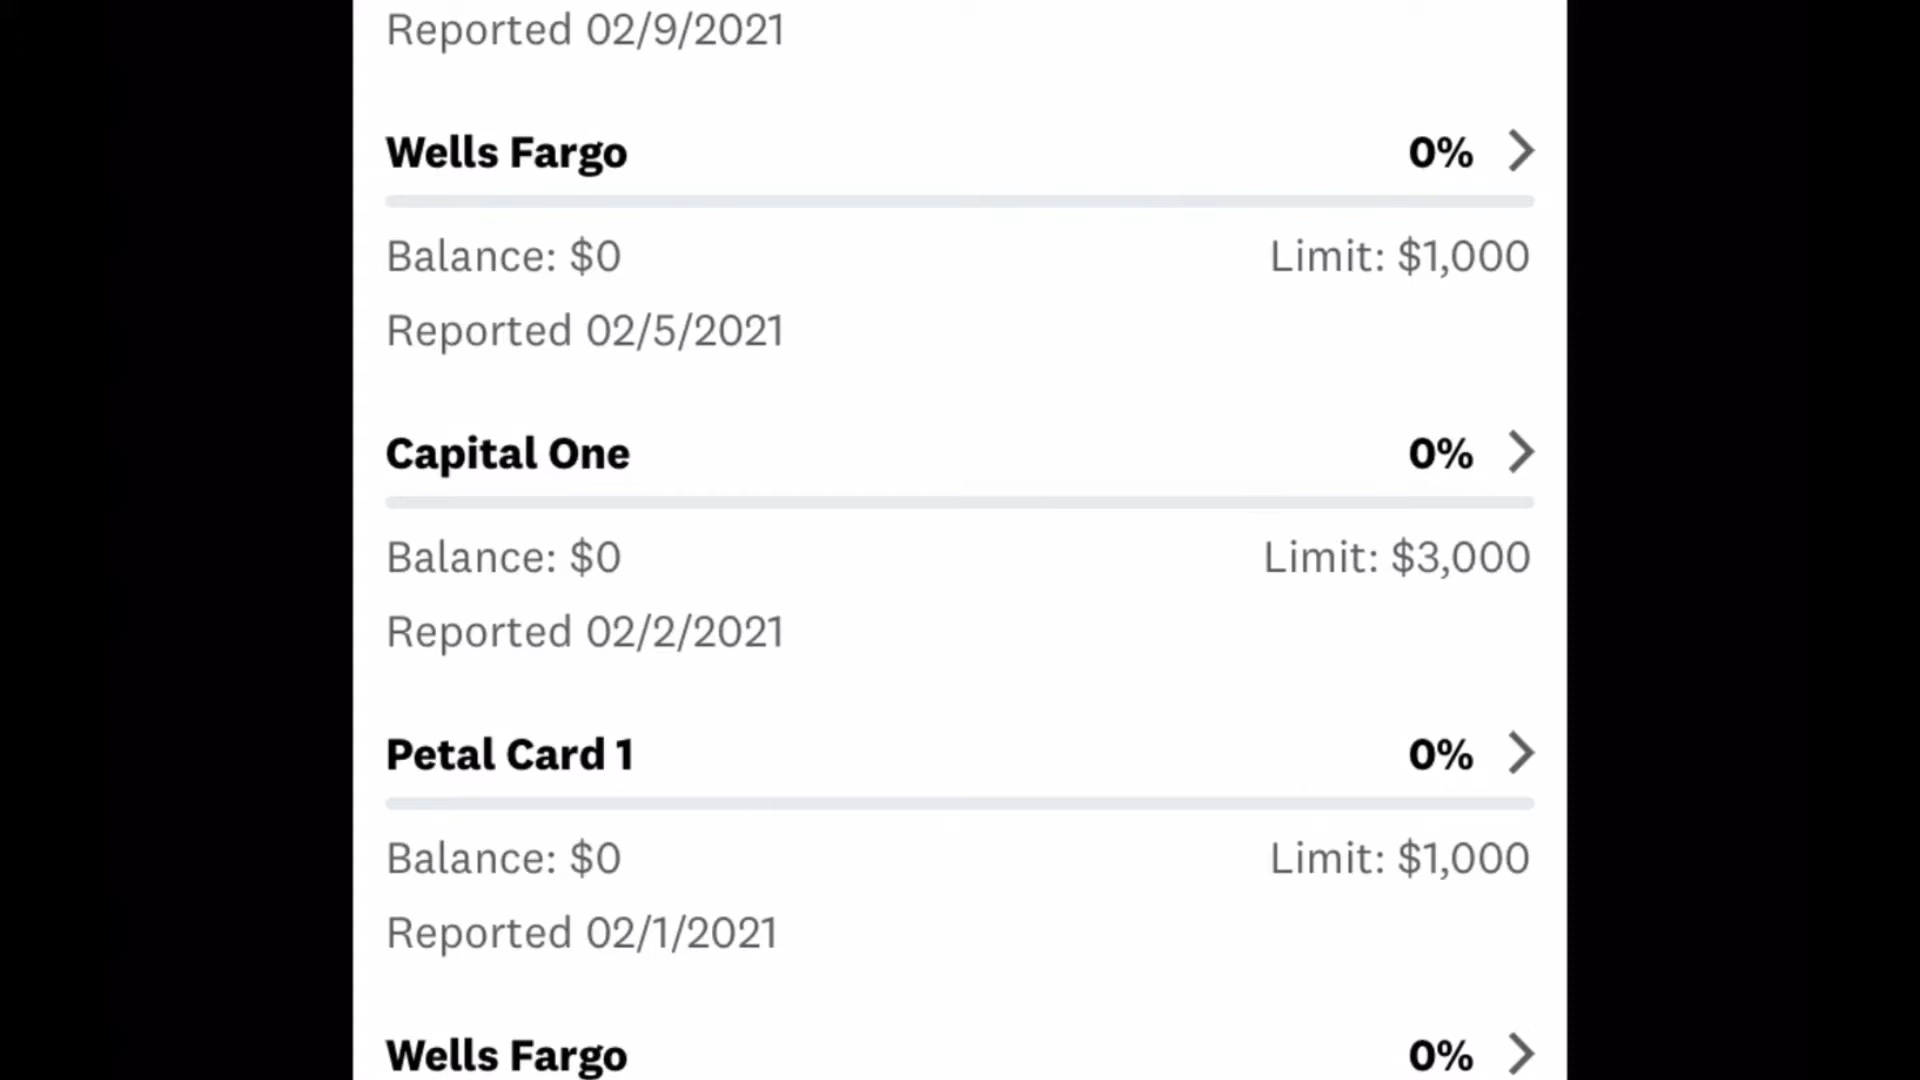 Reported 02/9/2021
Wells Fargo 0%
Balance: $0 Limit: $1,000
Reported 02/5/2021
Capital One 0%
Balance: $0 Limit: $3,000
Reported 02/2/2021
Petal Card 1 0%
Balance: $0 Limit: $1,000
Reported 02/1/2021
Wells Fargo 0%